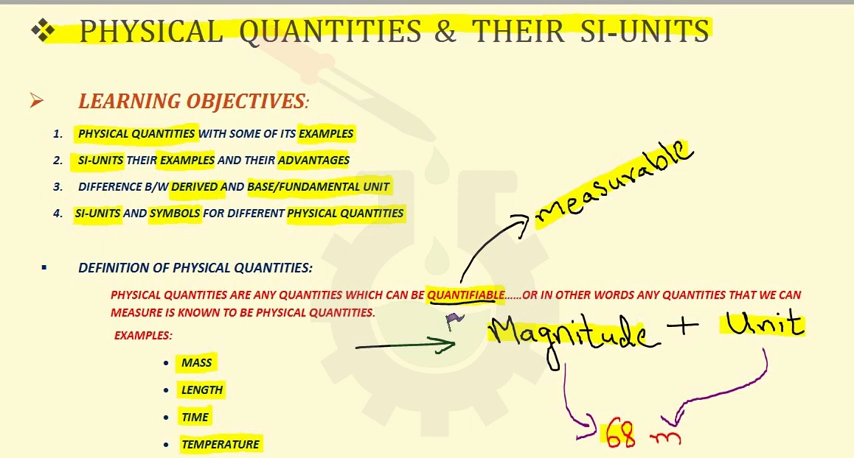 PHYSICAL QUANTITIES & THEIR SI-UNITS
LEARNING OBJECTIVES:
1. PHYSICAL QUANTITIES WITH SOME OF ITS EXAMPLES
2. SI-UNITS THEIR EXAMPLES AND THEIR ADVANTAGES
3. DIFFERENCE B/W DERIVED AND BASE/FUNDAMENTAL UNIT
4. SI-UNITS AND SYMBOLS FOR DIFFERENT PHYSICAL QUANTITIES
measurable
DEFINITION OF PHYSICAL QUANTITIES:
PHYSICAL QUANTITIES ARE ANY QUANTITIES WHICH CAN BE QUANTIFIABLE......OR IN OTHER WORDS ANY QUANTITIES THAT WE CAN
MEASURE IS KNOWN TO BE PHYSICAL QUANTITIES.
Magnitude + Unit
EXAMPLES:
• MASS
• LENGTH
• TIME
• TEMPERATURE
68 m